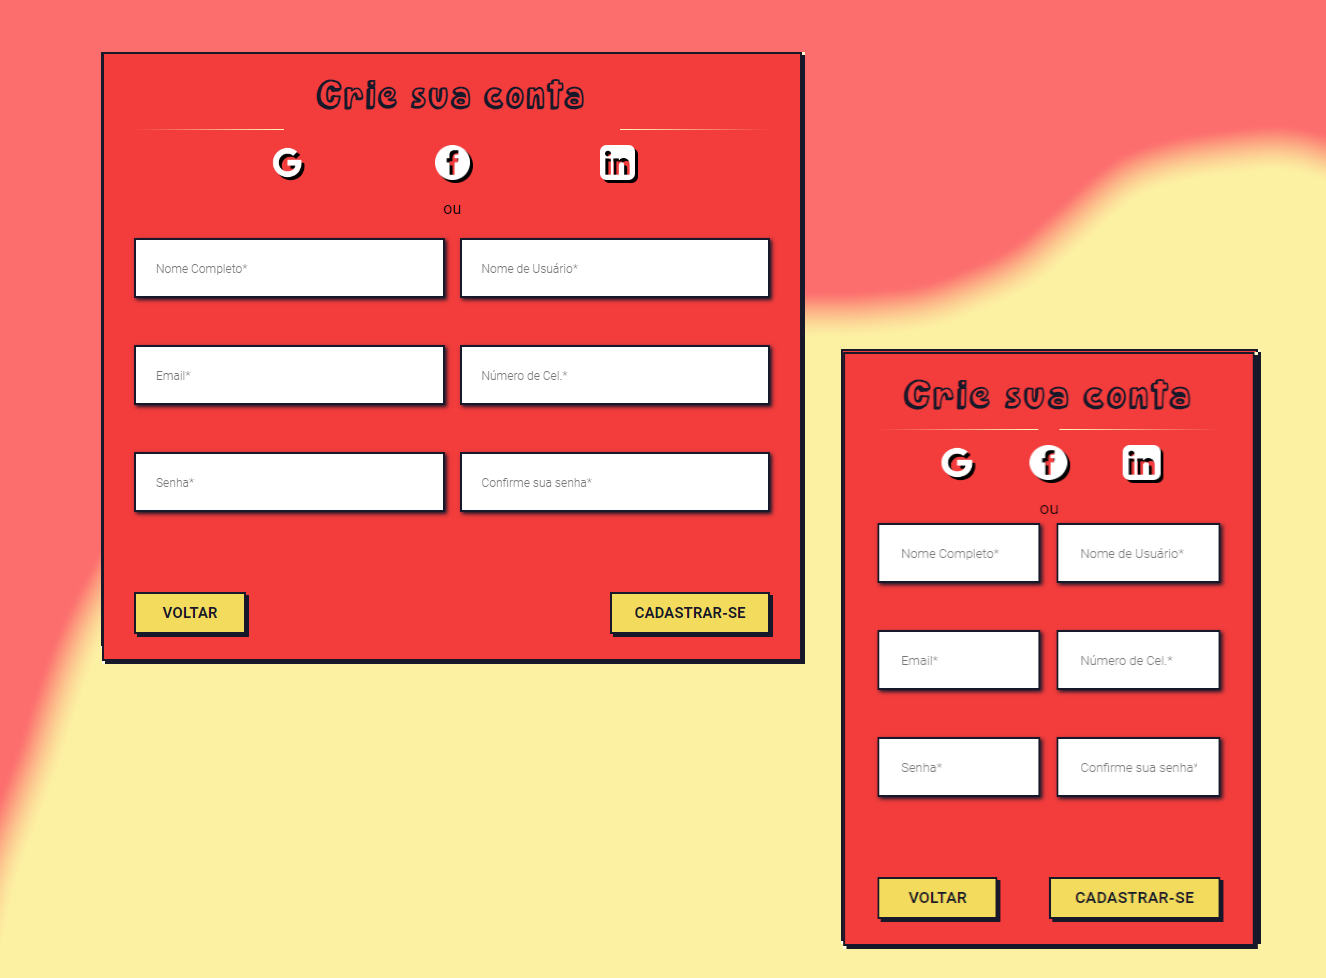 Crie sua conta
G f in
ou
Nome Completo* Nome de Usuário*
Email* Número de Cel.*
Senha* Confirme sua senha*
VOLTAR CADASTRAR-SE
Crie sua conta
G f in
ou
Nome Completo* Nome de Usuário*
Email* Número de Cel.*
Senha* Confirme sua senha*
VOLTAR CADASTRAR-SE